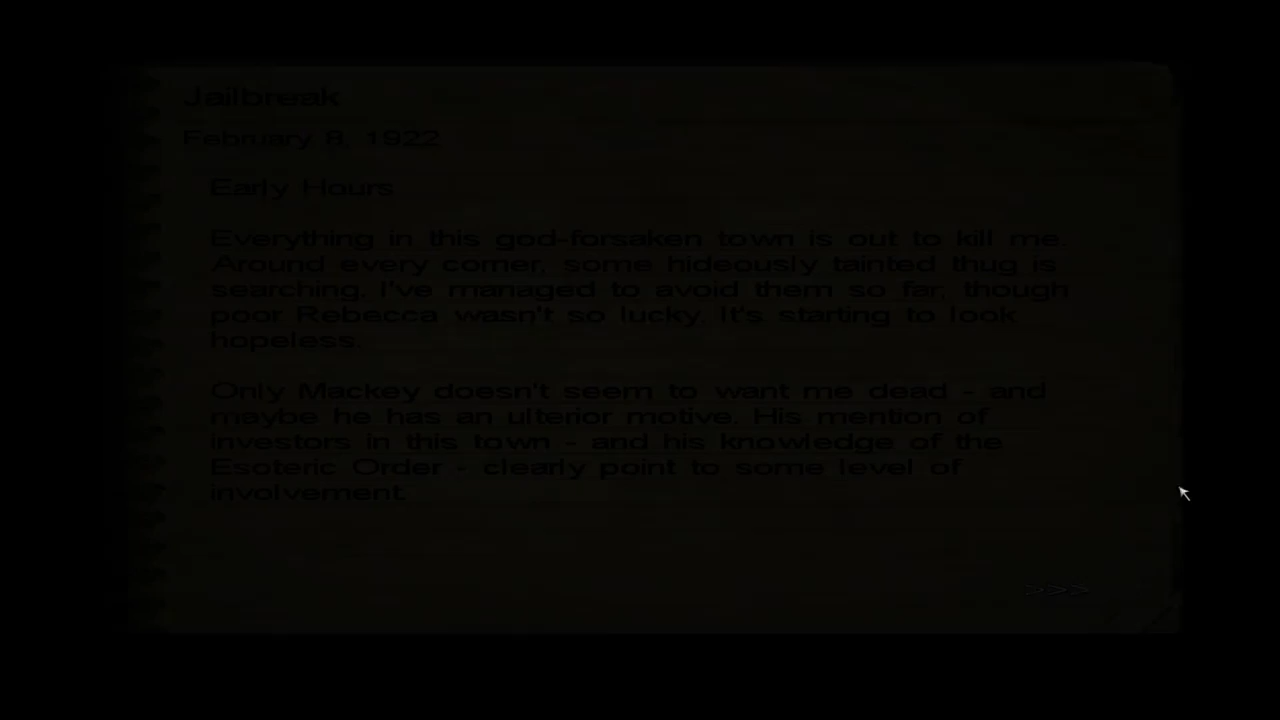 Jailbreak
February 8, 1922
Early Hours
Everything in this god-forsaken town is out to kill me.
Around every corner, some hideously tainted thug is
searching. I've managed to avoid them so far, though
poor Rebecca wasn't so lucky. It's starting to look
hopeless.
Only Mackey doesn't seem to want me dead - and
maybe he has an ulterior motive. His mention of
investors in this town - and his knowledge of the
Esoteric Order - clearly point to some level of
involvement.
>>>